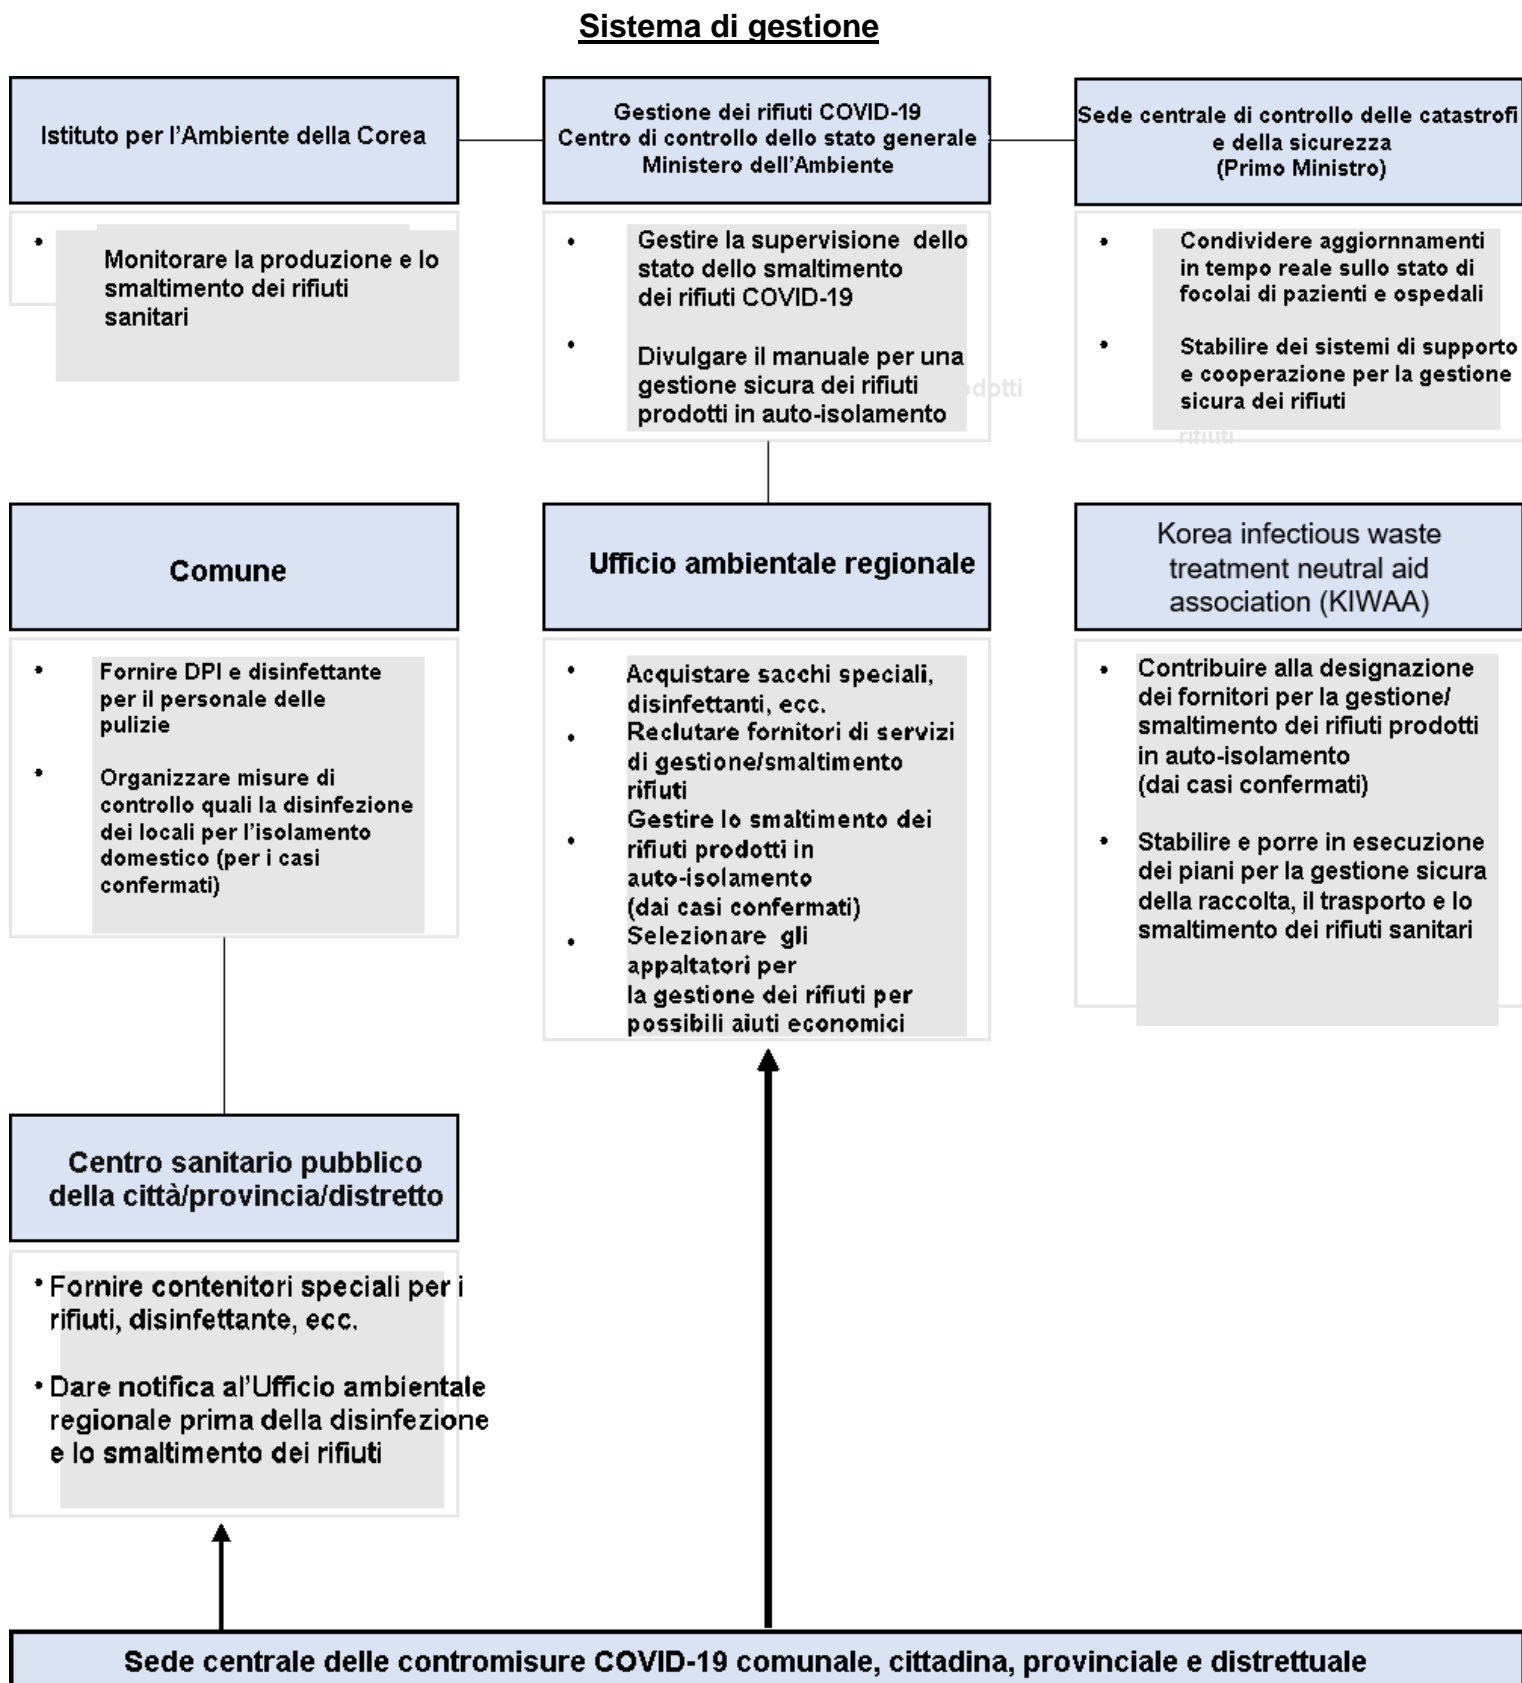 Sistema di gestione
Istituto per l'Ambiente della Corea
Gestione dei rifiuti COVID-19
Centro di controllo dello stato generale
Ministero dell'Ambiente
Sede centrale di controllo delle catastrofi
e della sicurezza
(Primo Ministro)
• Monitorare la produzione e lo
smaltimento dei rifiuti
sanitari
• Gestire la supervisione dello
stato dello smaltimento
dei rifiuti COVID-19
• Divulgare il manuale per una
gestione sicura dei rifiuti
prodotti in auto-isolamento
dotti
• Condividere aggiornnamenti
in tempo reale sullo stato di
focolai di pazienti e ospedali
• Stabilire dei sistemi di supporto
e cooperazione per la gestione
sicura dei rifiuti
rifiuti
Comune
Ufficio ambientale regionale
Korea infectious waste
treatment neutral aid
association (KIWAA)
• Fornire DPI e disinfettante
per il personale delle
pulizie
• Organizzare misure di
controllo quali la disinfezione
dei locali per l'isolamento
domestico (per i casi
confermati)
• Acquistare sacchi speciali,
disinfettanti, ecc.
• Reclutare fornitori di servizi
di gestione/smaltimento
rifiuti
• Gestire lo smaltimento dei
rifiuti prodotti in
auto-isolamento
(dai casi confermati)
• Selezionare gli
appaltatori per
la gestione dei rifiuti per
possibili aiuti economici
• Contribuire alla designazione
dei fornitori per la gestione/
smaltimento dei rifiuti prodotti
in auto-isolamento
(dai casi confermati)
• Stabilire e porre in esecuzione
dei piani per la gestione sicura
della raccolta, il trasporto e lo
smaltimento dei rifiuti sanitari
Centro sanitario pubblico
della città/provincia/distretto
• Fornire contenitori speciali per i
rifiuti, disinfettante, ecc.
• Dare notifica al'Ufficio ambientale
regionale prima della disinfezione
e lo smaltimento dei rifiuti
Sede centrale delle contromisure COVID-19 comunale, cittadina, provinciale e distrettuale